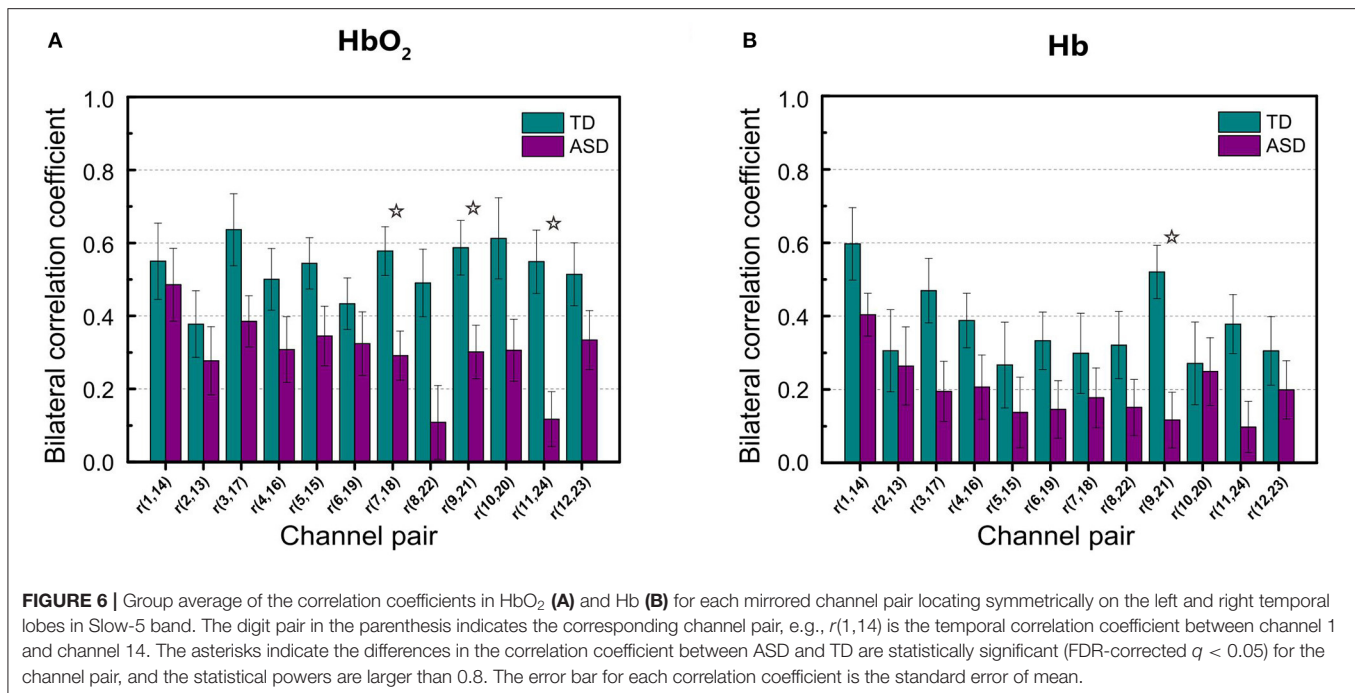 A
HbO₂
Bilateral correlation coefficient
1.0
0.8
0.6
0.4
0.2
0.0
TD
ASD
☆
☆
☆
r(1,14)
r(2,13)
r(3,17)
r(4,16)
r(5,15)
r(6,19)
r(7,18)
r(8,22)
r(9,21)
r(10,20)
r(11,24)
r(12,23)
Channel pair
B
Hb
Bilateral correlation coefficient
1.0
0.8
0.6
0.4
0.2
0.0
TD
ASD
☆
r(1,14)
r(2,13)
r(3,17)
r(4,16)
r(5,15)
r(6,19)
r(7,18)
r(8,22)
r(9,21)
r(10,20)
r(11,24)
r(12,23)
Channel pair
FIGURE 6 | Group average of the correlation coefficients in HbO₂ (A) and Hb (B) for each mirrored channel pair locating symmetrically on the left and right temporal
lobes in Slow-5 band. The digit pair in the parenthesis indicates the corresponding channel pair, e.g., r(1,14) is the temporal correlation coefficient between channel 1
and channel 14. The asterisks indicate the differences in the correlation coefficient between ASD and TD are statistically significant (FDR-corrected q < 0.05) for the
channel pair, and the statistical powers are larger than 0.8. The error bar for each correlation coefficient is the standard error of mean.